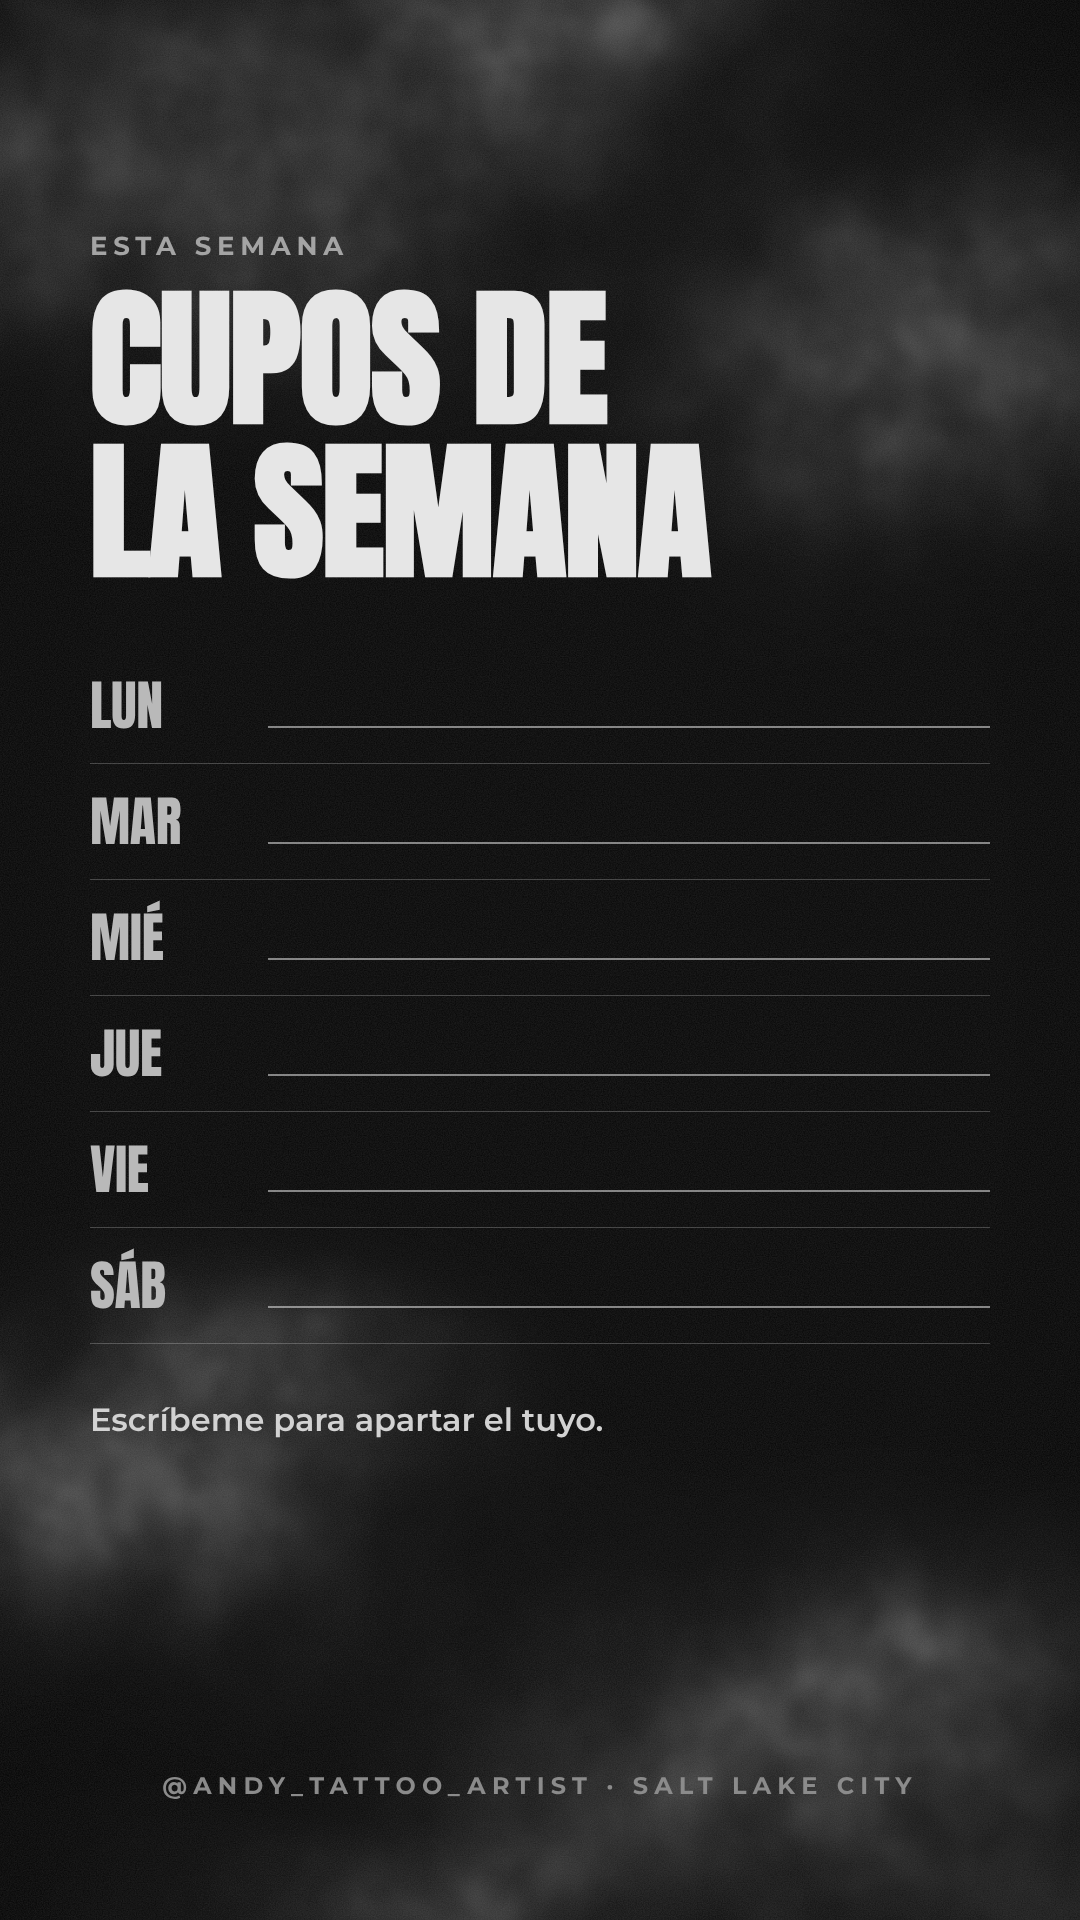 ESTA SEMANA
CUPOS DE
LA SEMANA
LUN
MAR
MIÉ
JUE
VIE
SÁB
Escríbeme para apartar el tuyo.
@ANDY_TATTOO_ARTIST · SALT LAKE CITY